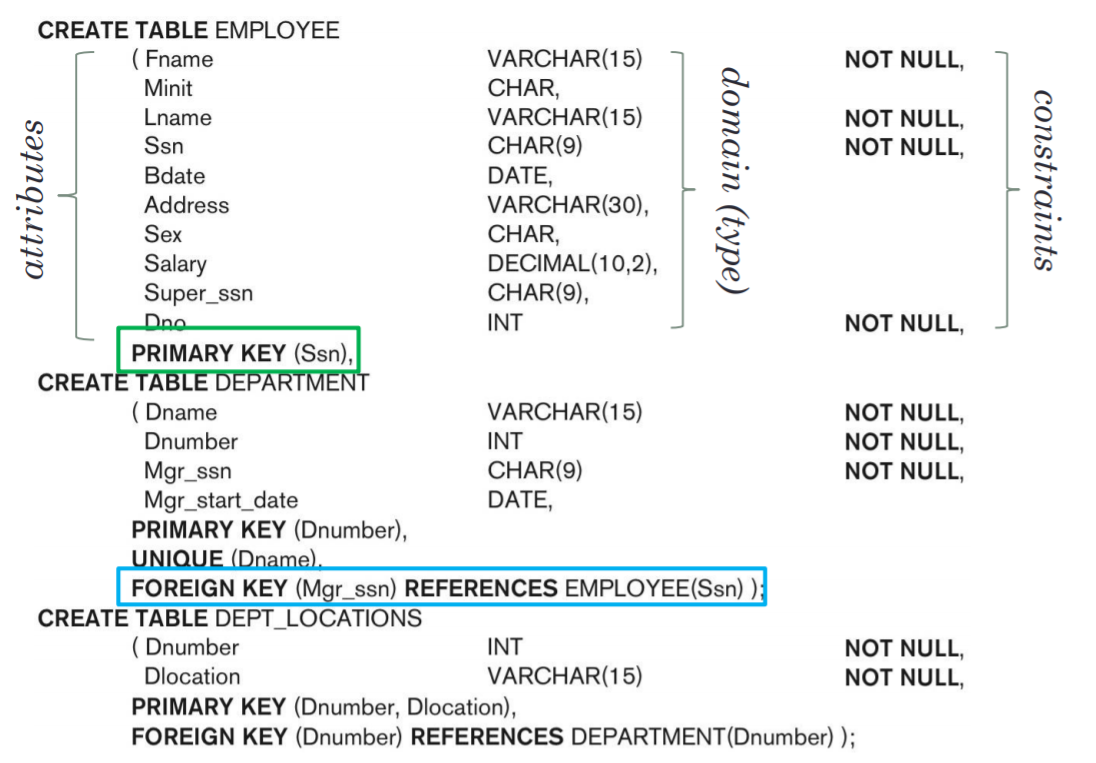 CREATE TABLE EMPLOYEE
( Fname VARCHAR(15) NOT NULL,
Minit CHAR,
Lname VARCHAR(15) NOT NULL,
Ssn CHAR(9) NOT NULL,
Bdate DATE,
Address VARCHAR(30),
Sex CHAR,
Salary DECIMAL(10,2),
Super_ssn CHAR(9),
Dno INT NOT NULL,
PRIMARY KEY (Ssn),
attributes
domain (type)
constraints
CREATE TABLE DEPARTMENT
( Dname VARCHAR(15) NOT NULL,
Dnumber INT NOT NULL,
Mgr_ssn CHAR(9) NOT NULL,
Mgr_start_date DATE,
PRIMARY KEY (Dnumber),
UNIQUE (Dname),
FOREIGN KEY (Mgr_ssn) REFERENCES EMPLOYEE(Ssn) );
CREATE TABLE DEPT_LOCATIONS
( Dnumber INT NOT NULL,
Dlocation VARCHAR(15) NOT NULL,
PRIMARY KEY (Dnumber, Dlocation),
FOREIGN KEY (Dnumber) REFERENCES DEPARTMENT(Dnumber) );